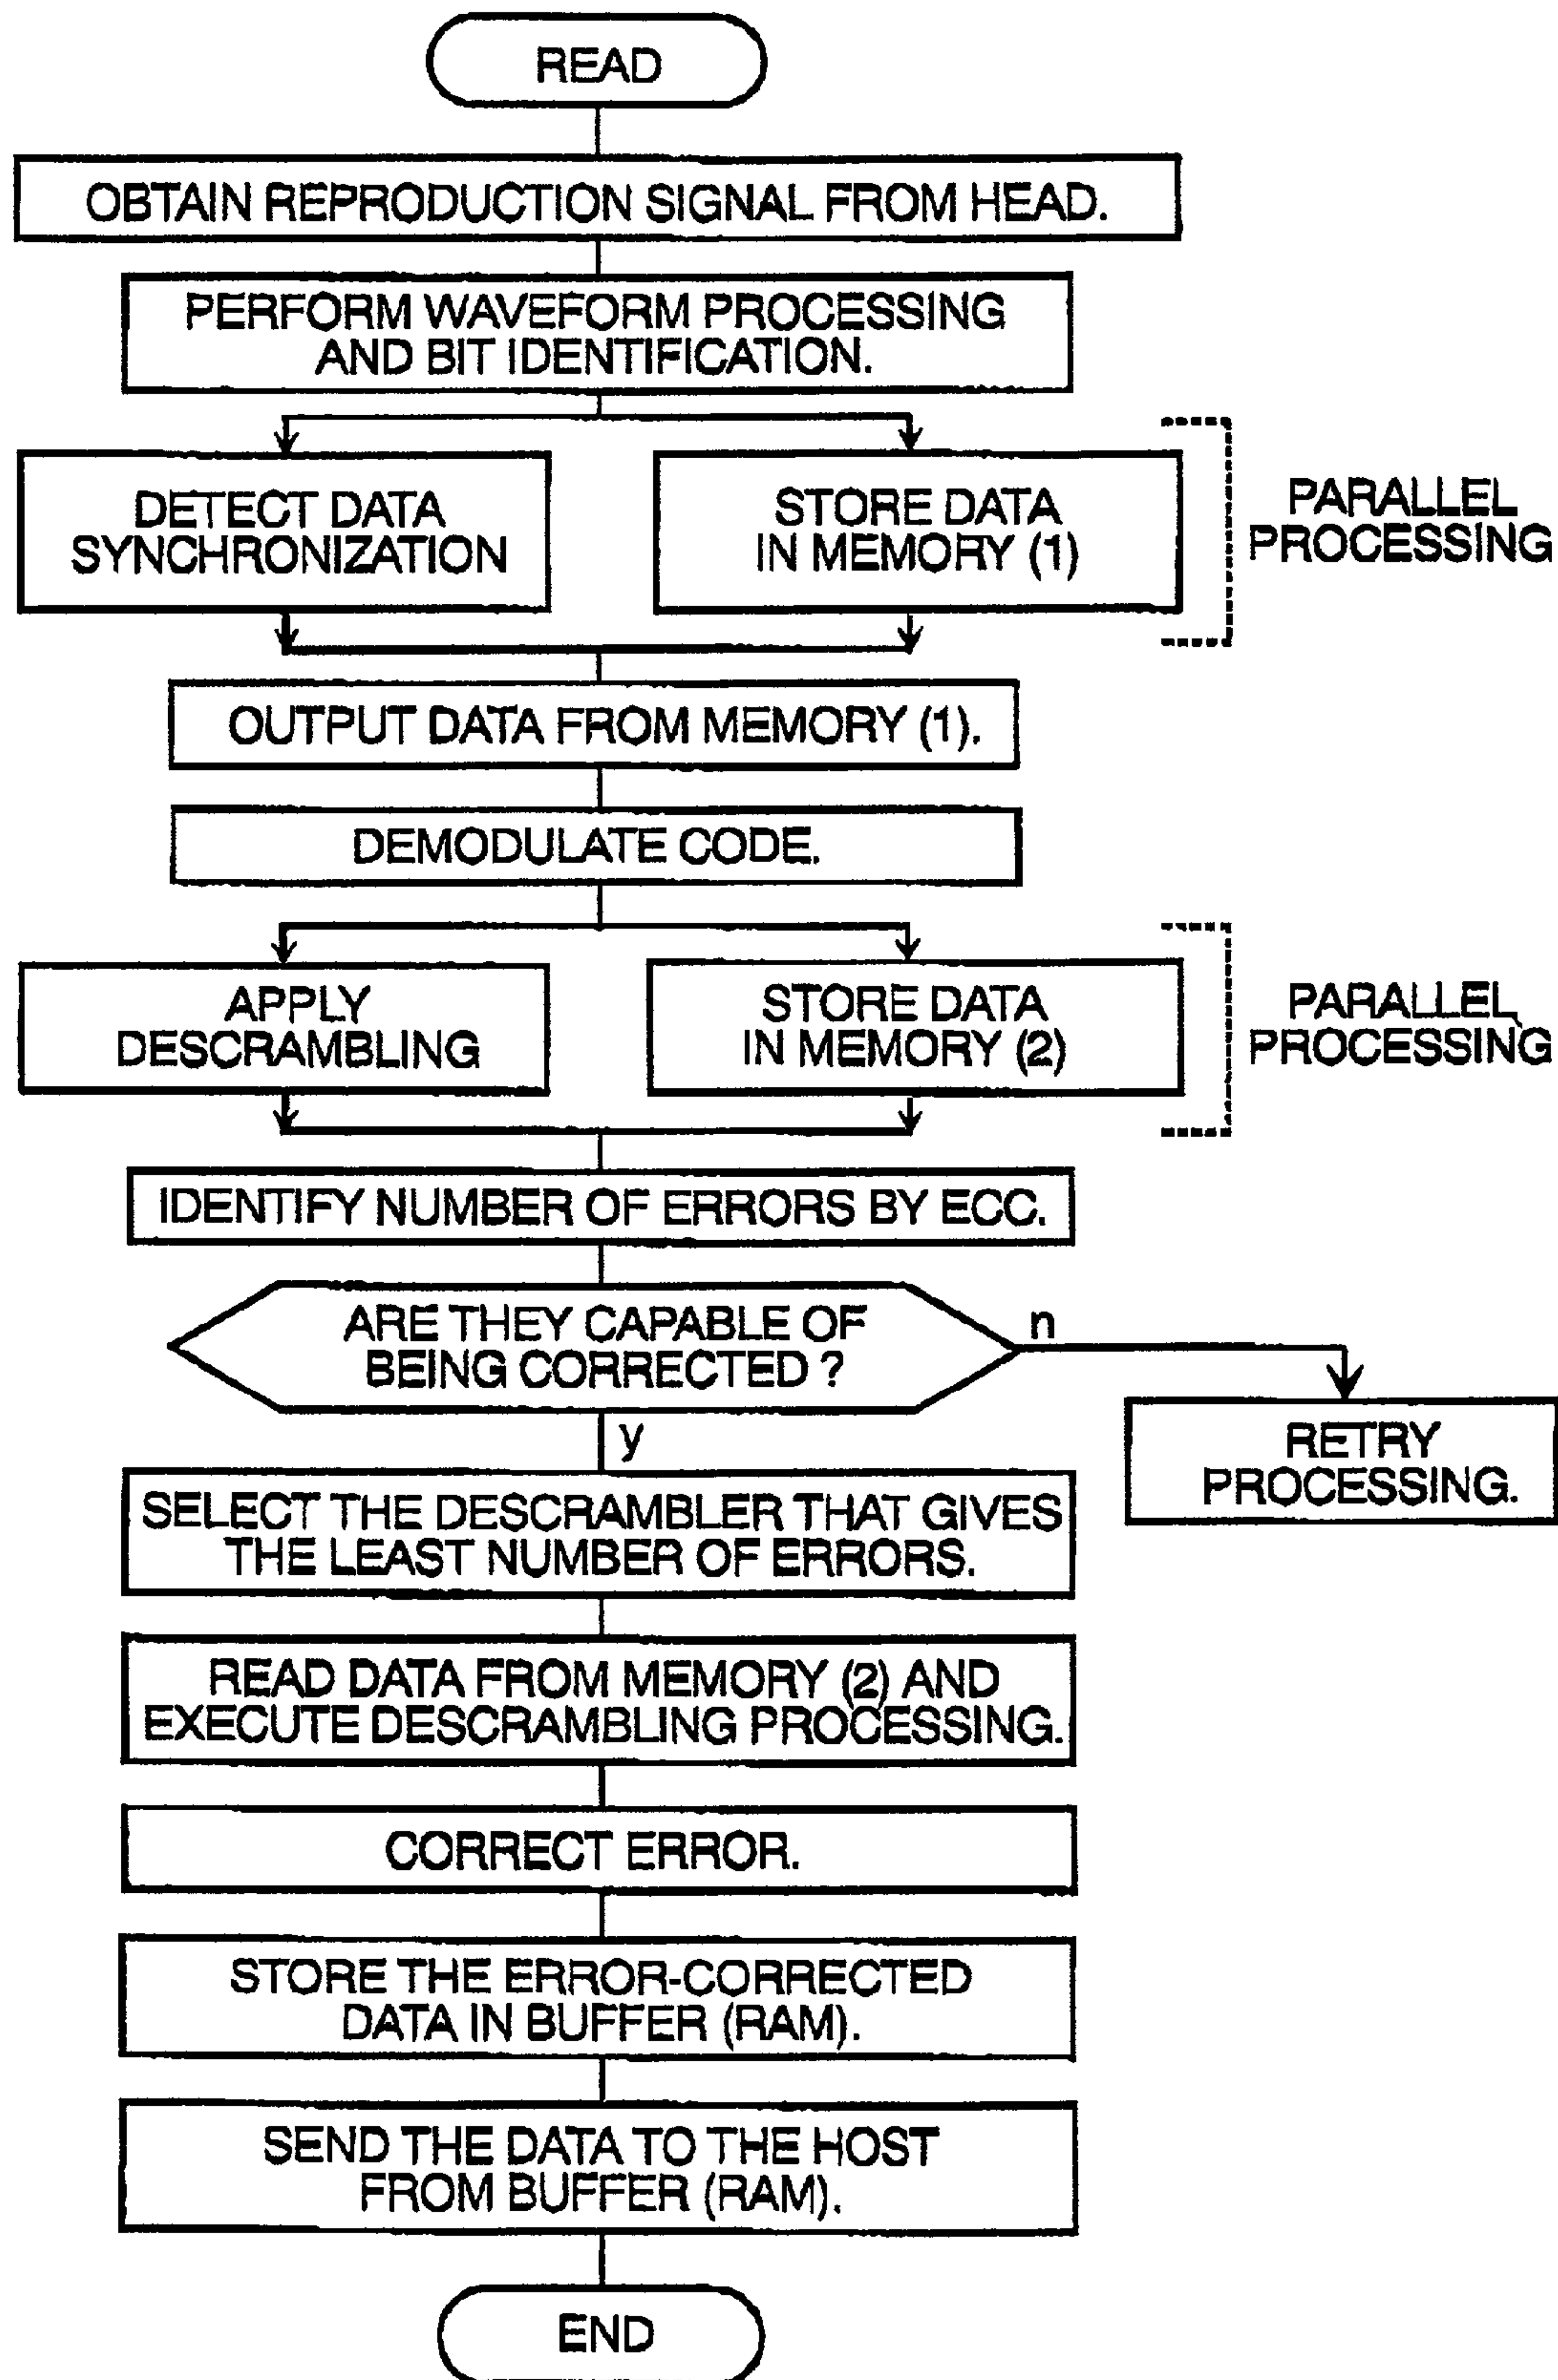 READ
OBTAIN REPRODUCTION SIGNAL FROM HEAD.
PERFORM WAVEFORM PROCESSING
AND BIT IDENTIFICATION.
DETECT DATA
SYNCHRONIZATION
STORE DATA
IN MEMORY (1)
PARALLEL
PROCESSING
OUTPUT DATA FROM MEMORY (1).
DEMODULATE CODE.
APPLY
DESCRAMBLING
STORE DATA
IN MEMORY (2)
PARALLEL
PROCESSING
IDENTIFY NUMBER OF ERRORS BY ECC.
ARE THEY CAPABLE OF
BEING CORRECTED ?
n
y
RETRY
PROCESSING.
SELECT THE DESCRAMBLER THAT GIVES
THE LEAST NUMBER OF ERRORS.
READ DATA FROM MEMORY (2) AND
EXECUTE DESCRAMBLING PROCESSING.
CORRECT ERROR.
STORE THE ERROR-CORRECTED
DATA IN BUFFER (RAM).
SEND THE DATA TO THE HOST
FROM BUFFER (RAM).
END